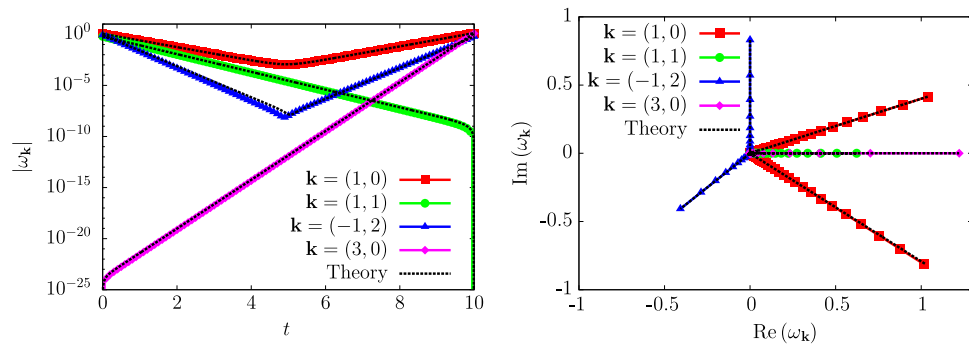 10^0
10^{-5}
10^{-10}
10^{-15}
10^{-20}
10^{-25}
|ω_𝐤|
𝐤 = (1, 0)
𝐤 = (1, 1)
𝐤 = (−1, 2)
𝐤 = (3, 0)
Theory
0 2 4 6 8 10
t
1
0.5
0
-0.5
-1
Im (ω_𝐤)
𝐤 = (1, 0)
𝐤 = (1, 1)
𝐤 = (−1, 2)
𝐤 = (3, 0)
Theory
-1 -0.5 0 0.5 1
Re (ω_𝐤)